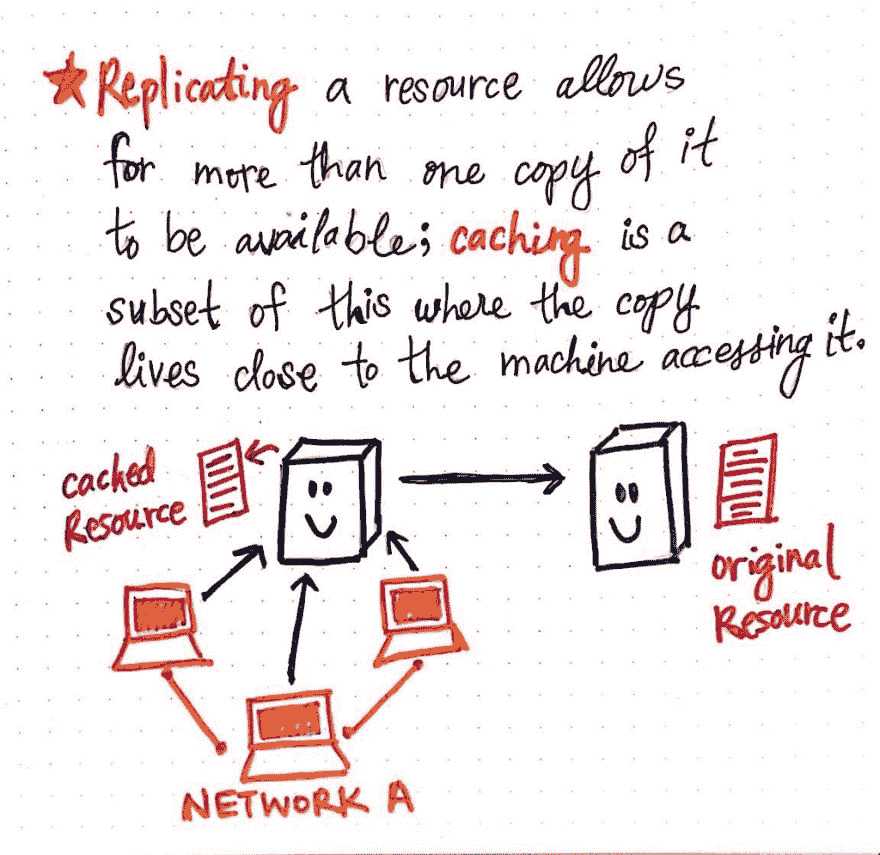 ★Replicating a resource allows
for more than one copy of it
to be available; caching is a
subset of this where the copy
lives close to the machine accessing it.
cached
Resource
original
Resource
NETWORK A